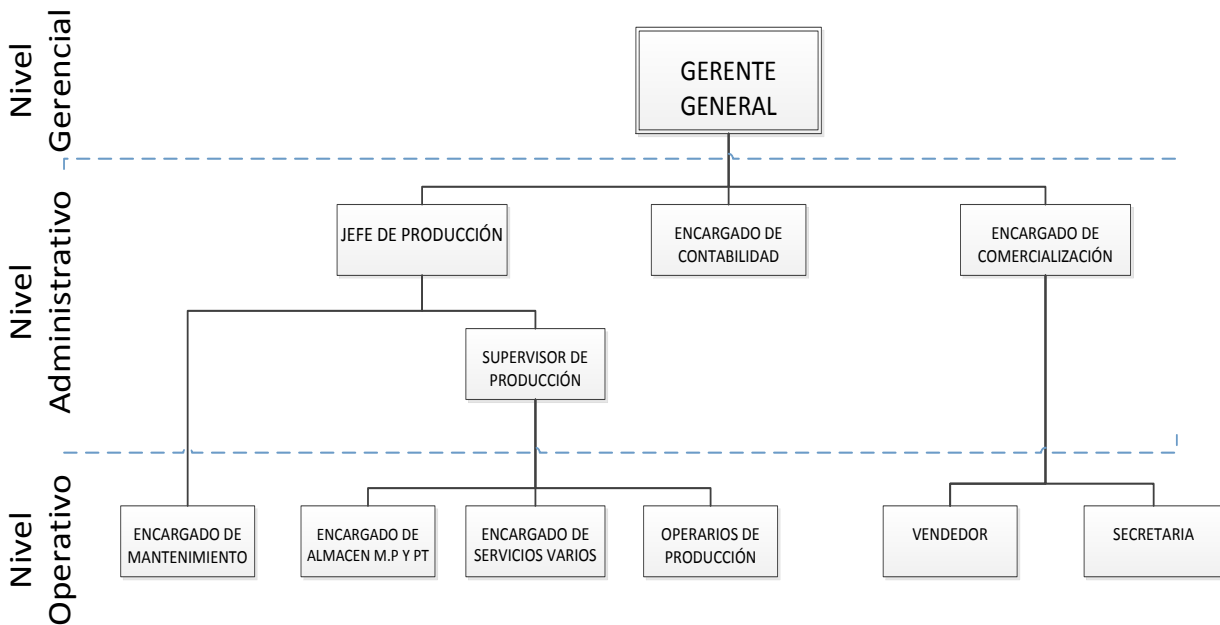 Nivel
Gerencial
GERENTE
GENERAL
Nivel
Administrativo
JEFE DE PRODUCCIÓN
ENCARGADO DE
CONTABILIDAD
ENCARGADO DE
COMERCIALIZACIÓN
SUPERVISOR DE
PRODUCCIÓN
Nivel
Operativo
ENCARGADO DE
MANTENIMIENTO
ENCARGADO DE
ALMACEN M.P Y PT
ENCARGADO DE
SERVICIOS VARIOS
OPERARIOS DE
PRODUCCIÓN
VENDEDOR
SECRETARIA